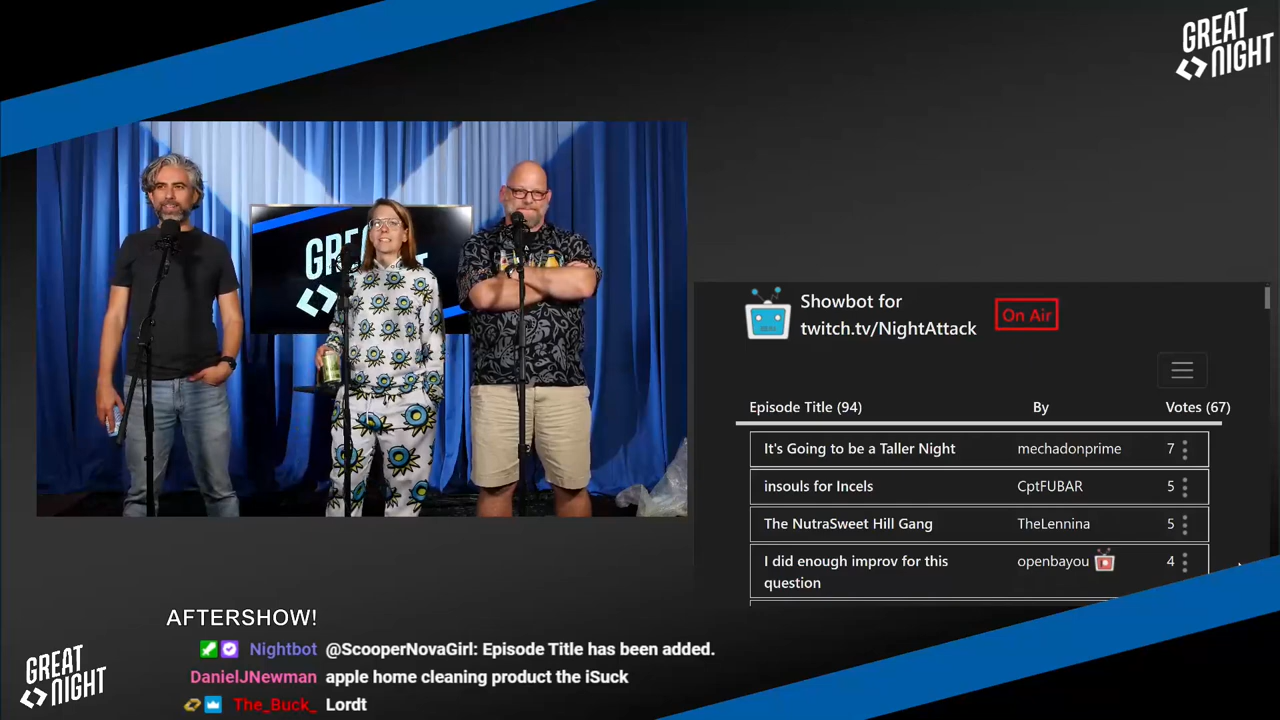 GREAT
NIGHT
GREAT
NIGHT
Showbot for
twitch.tv/NightAttack
On Air
Episode Title (94) By Votes (67)
It's Going to be a Taller Night mechadonprime 7
insouls for Incels CptFUBAR 5
The NutraSweet Hill Gang TheLennina 5
I did enough improv for this
question openbayou 4
AFTERSHOW!
Nightbot @ScooperNovaGirl: Episode Title has been added.
DanielJNewman apple home cleaning product the iSuck
The_Buck_ Lordt